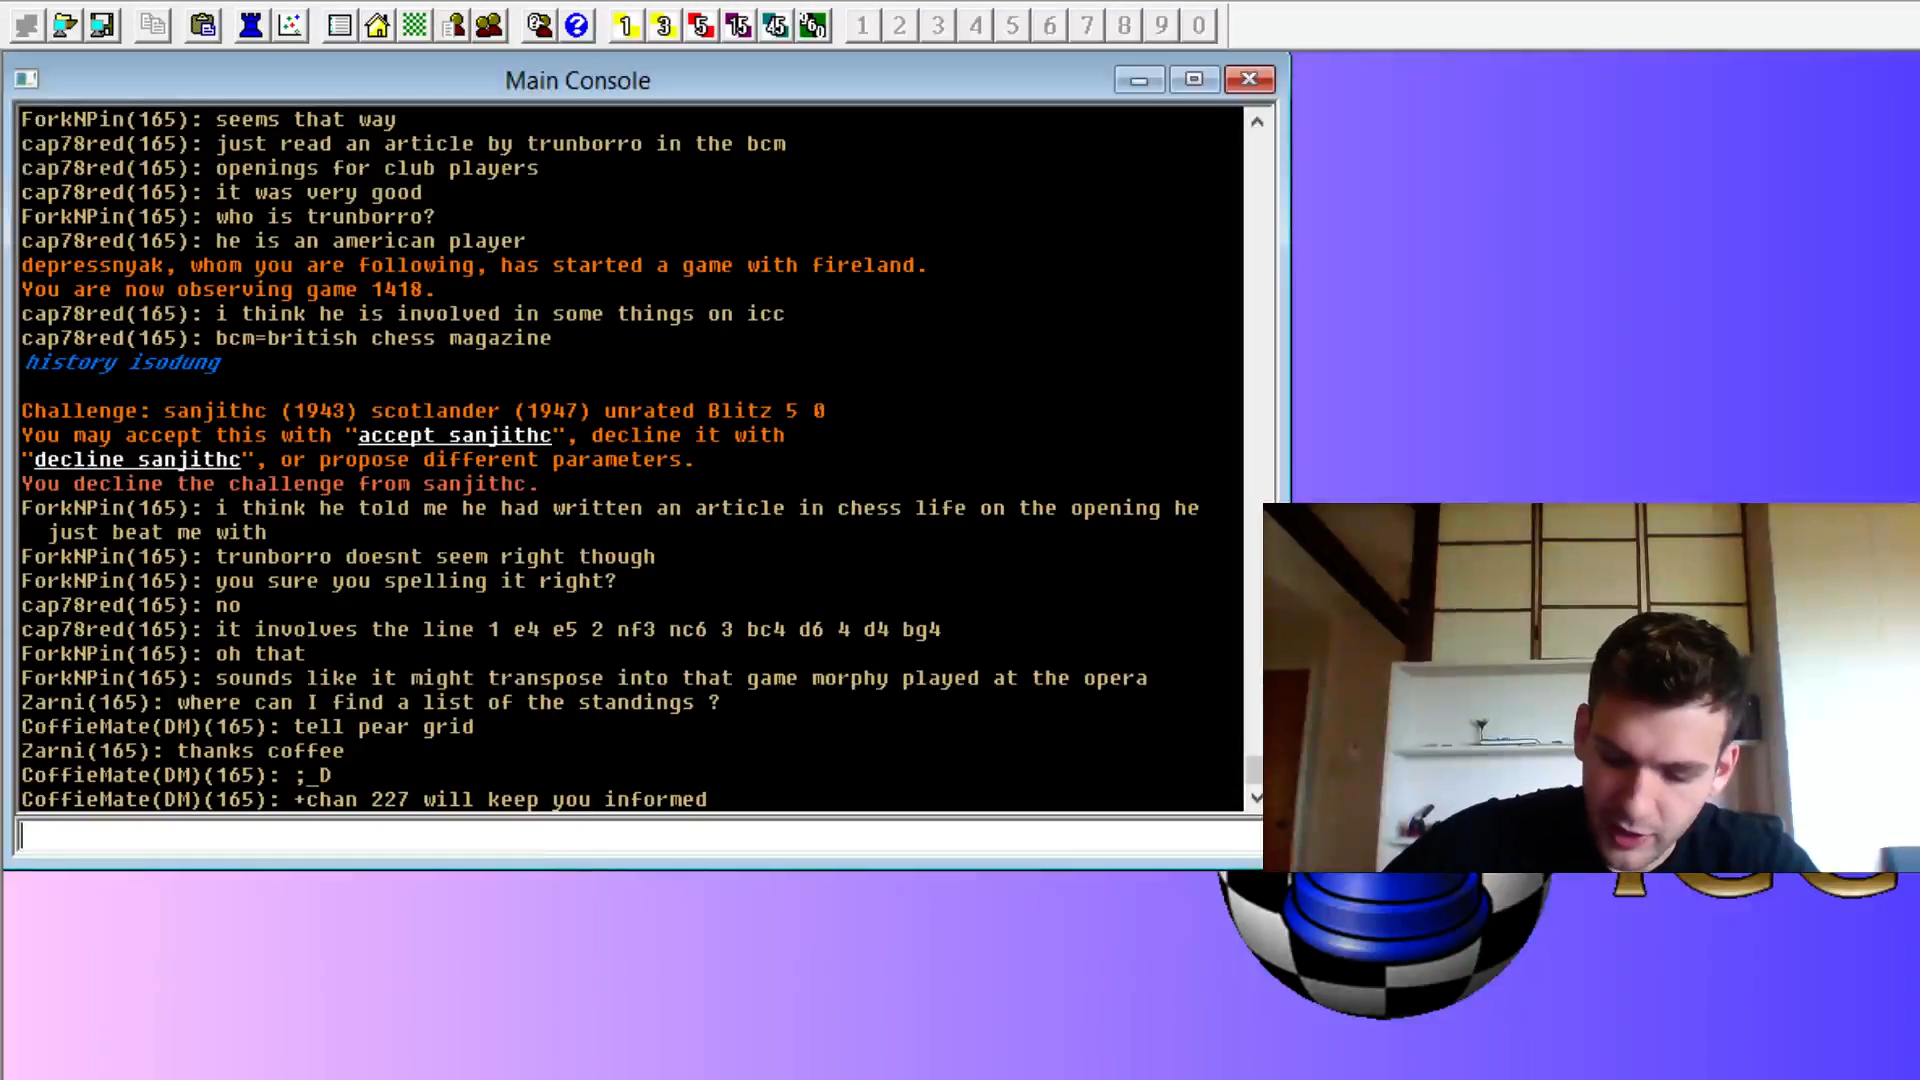 1 3 5 15 45 60 1 2 3 4 5 6 7 8 9 0
Main Console
ForkNPin(165): seems that way
cap78red(165): just read an article by trunborro in the bcm
cap78red(165): openings for club players
cap78red(165): it was very good
ForkNPin(165): who is trunborro?
cap78red(165): he is an american player
depressnyak, whom you are following, has started a game with fireland.
You are now observing game 1418.
cap78red(165): i think he is involved in some things on icc
cap78red(165): bcm=british chess magazine
history isodung
Challenge: sanjithc (1943) scotlander (1947) unrated Blitz 5 0
You may accept this with "accept sanjithc", decline it with
"decline sanjithc", or propose different parameters.
You decline the challenge from sanjithc.
ForkNPin(165): i think he told me he had written an article in chess life on the opening he
just beat me with
ForkNPin(165): trunborro doesnt seem right though
ForkNPin(165): you sure you spelling it right?
cap78red(165): no
cap78red(165): it involves the line 1 e4 e5 2 nf3 nc6 3 bc4 d6 4 d4 bg4
ForkNPin(165): oh that
ForkNPin(165): sounds like it might transpose into that game morphy played at the opera
Zarni(165): where can I find a list of the standings ?
CoffieMate(DM)(165): tell pear grid
Zarni(165): thanks coffee
CoffieMate(DM)(165): ;_D
CoffieMate(DM)(165): +chan 227 will keep you informed